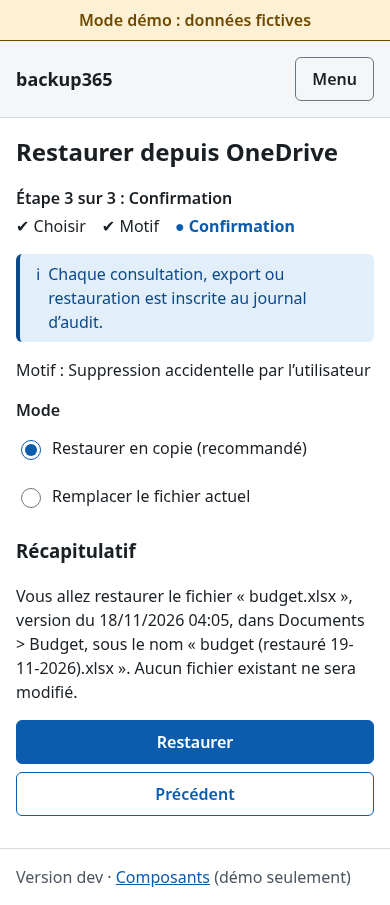 Mode démo : données fictives
backup365
Menu
Restaurer depuis OneDrive
Étape 3 sur 3 : Confirmation
✔ Choisir ✔ Motif ● Confirmation
i Chaque consultation, export ou
restauration est inscrite au journal
d’audit.
Motif : Suppression accidentelle par l’utilisateur
Mode
Restaurer en copie (recommandé)
Remplacer le fichier actuel
Récapitulatif
Vous allez restaurer le fichier « budget.xlsx »,
version du 18/11/2026 04:05, dans Documents
> Budget, sous le nom « budget (restauré 19-
11-2026).xlsx ». Aucun fichier existant ne sera
modifié.
Restaurer
Précédent
Version dev · Composants (démo seulement)